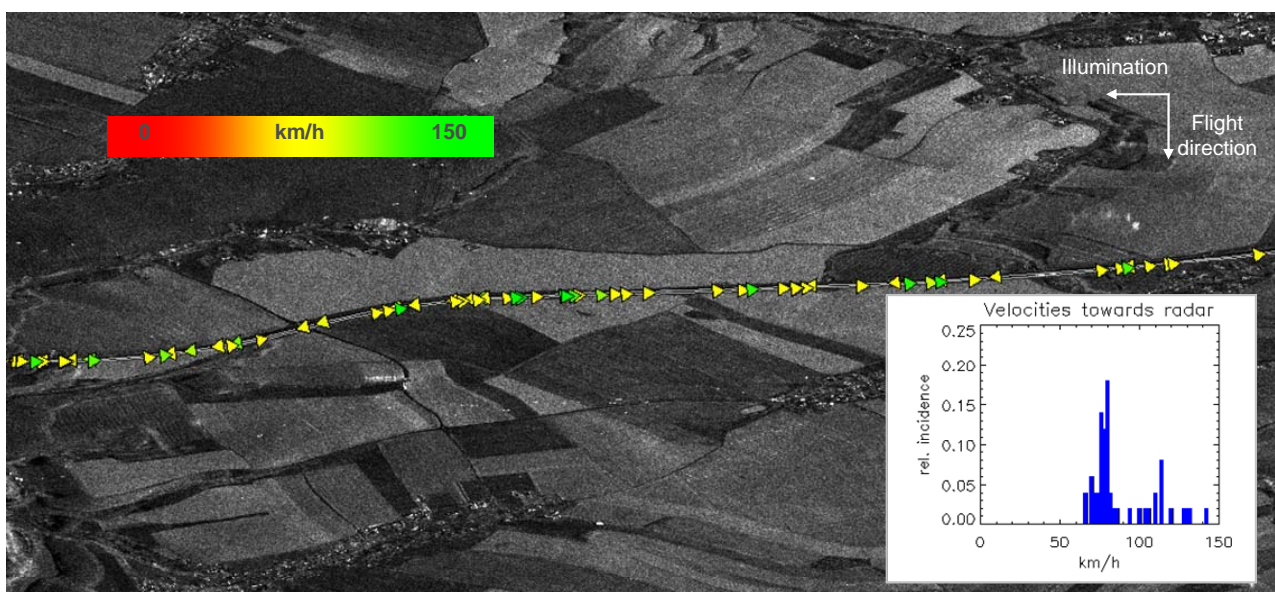 Illumination
0 km/h 150
Flight
direction
Velocities towards radar
0.25
0.20
0.15
0.10
0.05
0.00
rel. incidence
0 50 100 150
km/h